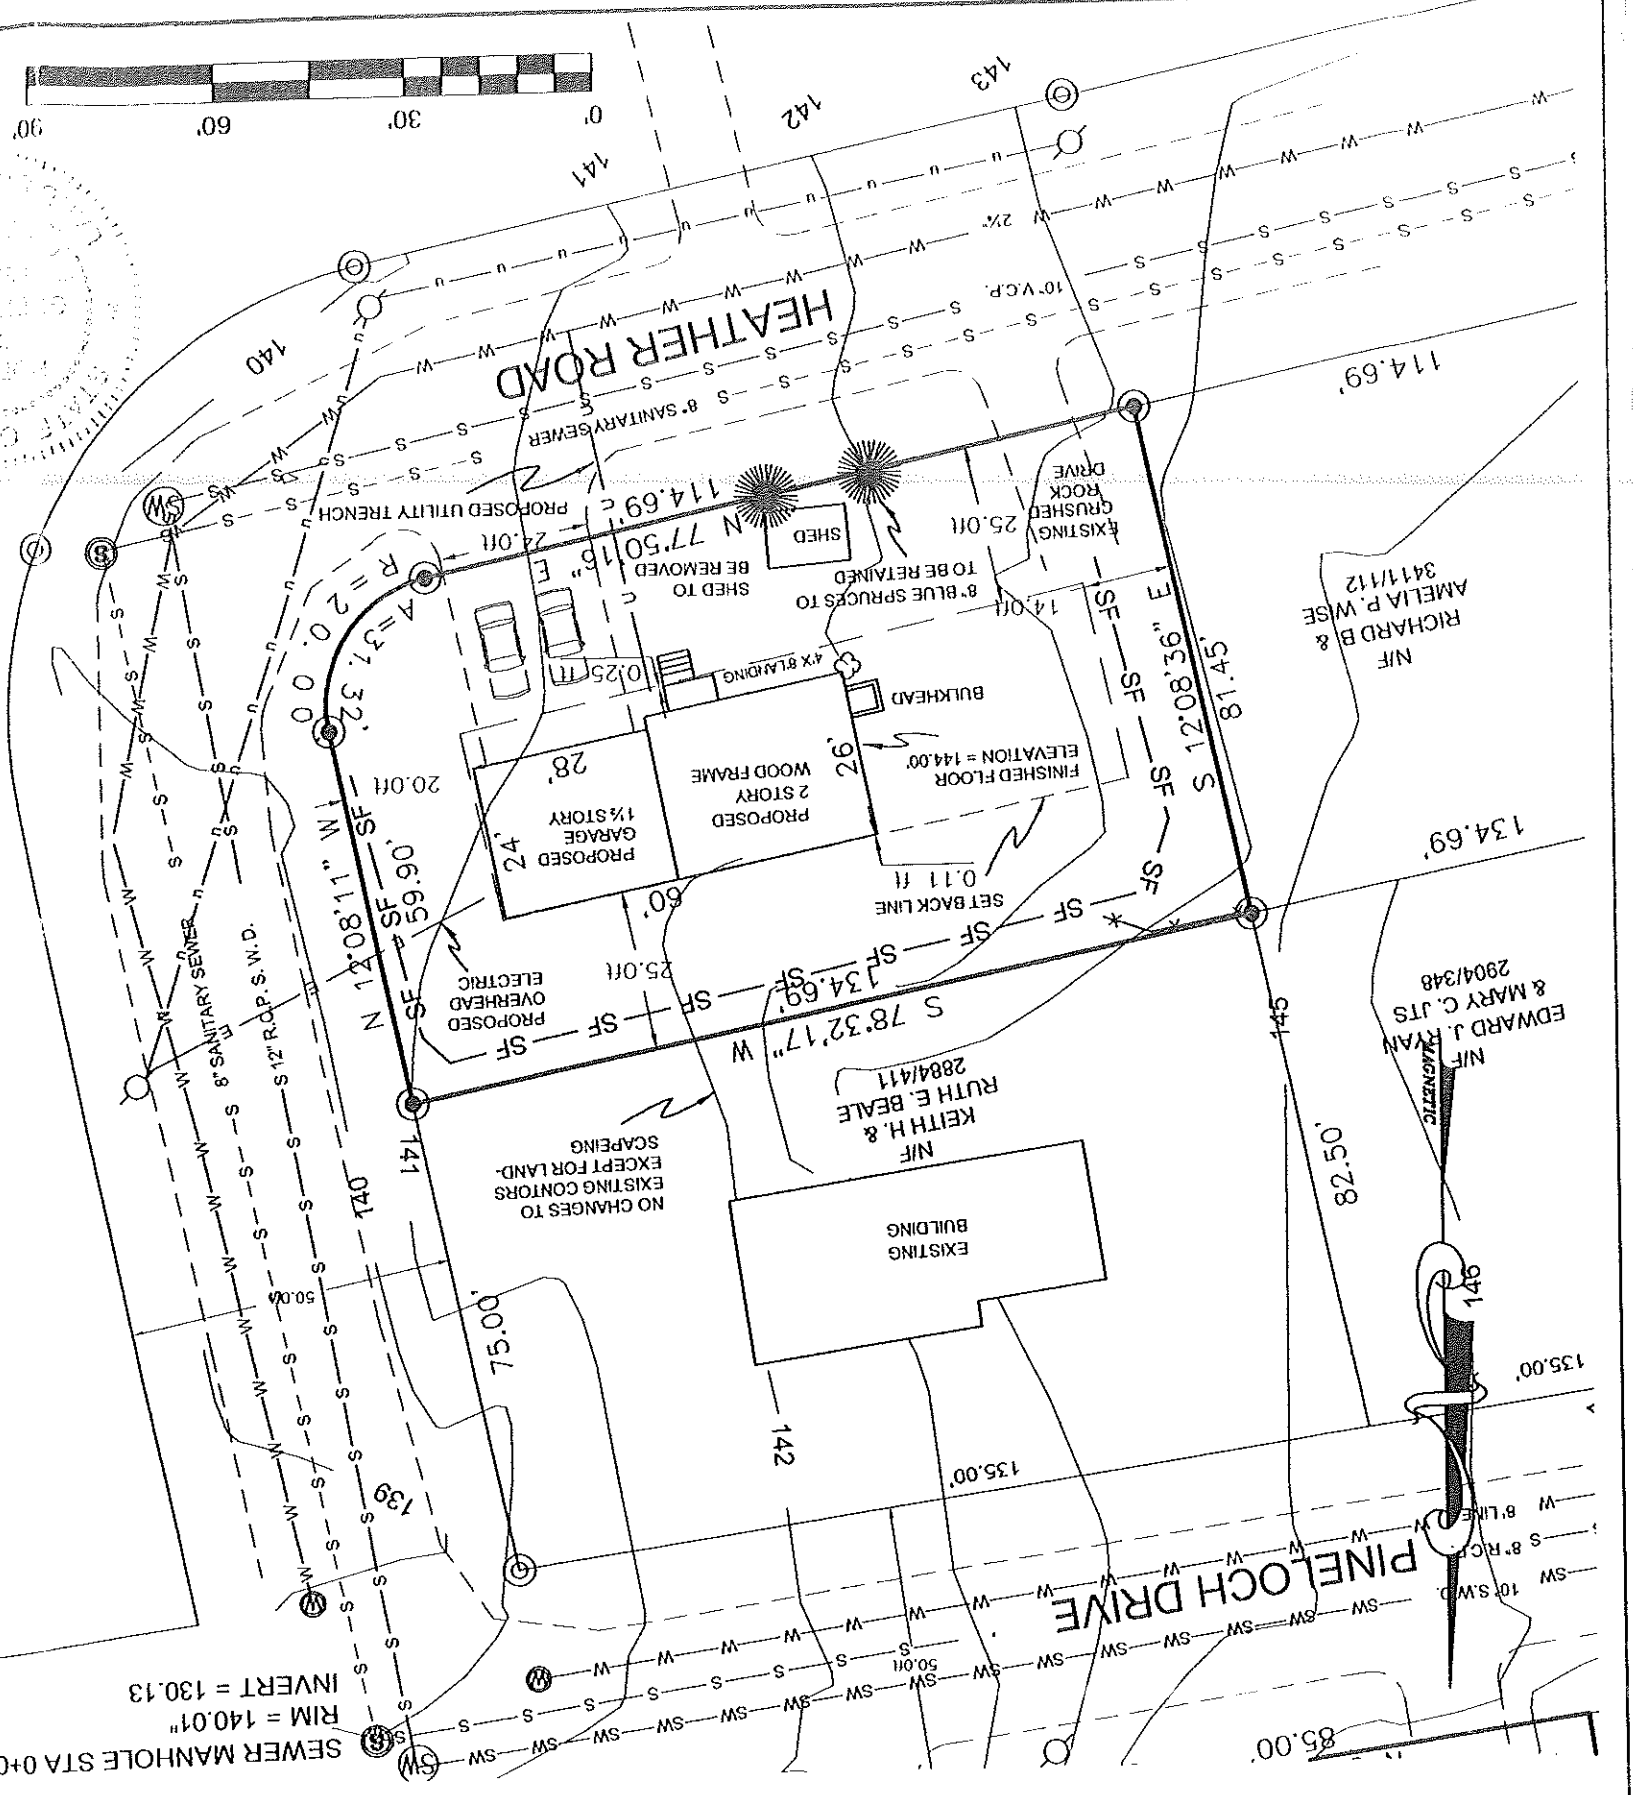 SEWER MANHOLE STA 0+0
RIM = 140.01"
INVERT = 130.13
85.00'
SW
S
W
50.0ft
PINELOCH DRIVE
10" S.W.D.
8" R.C.P.
8" LINE
135.00'
135.00'
139
142
146
MAGNETIC
75.00'
82.50'
50.0ft
140
141
145
EXISTING
BUILDING
NO CHANGES TO
EXISTING CONTORS
EXCEPT FOR LAND-
SCAPEING
N/F
KEITH H. &
RUTH E. BEALE
2884/411
N/F
EDWARD J. RYAN
& MARY C. JTS
2904/348
S 78°32'17" W
134.69'
134.69'
S 12" R.C.P. S. W. D.
8" SANITARY SEWER
PROPOSED
OVERHEAD
ELECTRIC
25.0ft
60'
SET BACK LINE
0.11 ft
N 12°08'11" W
59.90'
20.0ft
24'
28'
PROPOSED
GARAGE
1½ STORY
PROPOSED
2 STORY
WOOD FRAME
26'
FINISHED FLOOR
ELEVATION = 144.00'
BULKHEAD
4'X 8' LANDING
0.25 ft
S 12°08'36" E
81.45'
N/F
RICHARD B &
AMELIA P. WISE
3411/112
14.0ft
25.0ft
8" BLUE SPRUCES TO
BE RETAINED
SHED TO
BE REMOVED
SHED
EXISTING
CRUSHED
ROCK
DRIVE
A = 31.32'
R = 20.00
24.0ft
N 77°50'16" E
114.69'
114.69'
PROPOSED UTILITY TRENCH
8" SANITARY SEWER
HEATHER ROAD
10" V.C.P.
2¼"
SW
S
140
141
142
143
0'
30'
60'
90'